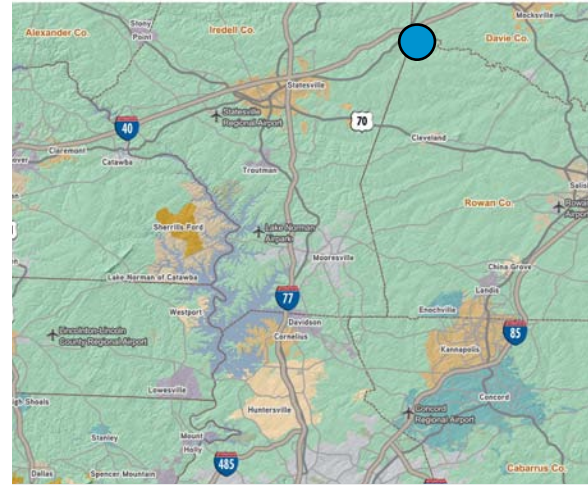 Mocksville
Stony
Point
Alexander Co.
Iredell Co.
Davie Co.
Statesville
Statesville
Regional Airport
70
40
Cleveland
Claremont
Catawba
Troutman
Rowan Co.
Sherrills Ford
Lake Norman
Airpark
Mooresville
China Grove
Lake Norman of Catawba
Landis
77
Westport
Enochville
Davidson
Cornelius
85
Lincolnton-Lincoln
County Regional Airport
Kannapolis
Lowesville
Concord
Huntersville
High Shoals
Concord
Regional Airport
Stanley
Mount
Holly
485
Cabarrus Co.
Dallas
Spencer Mountain